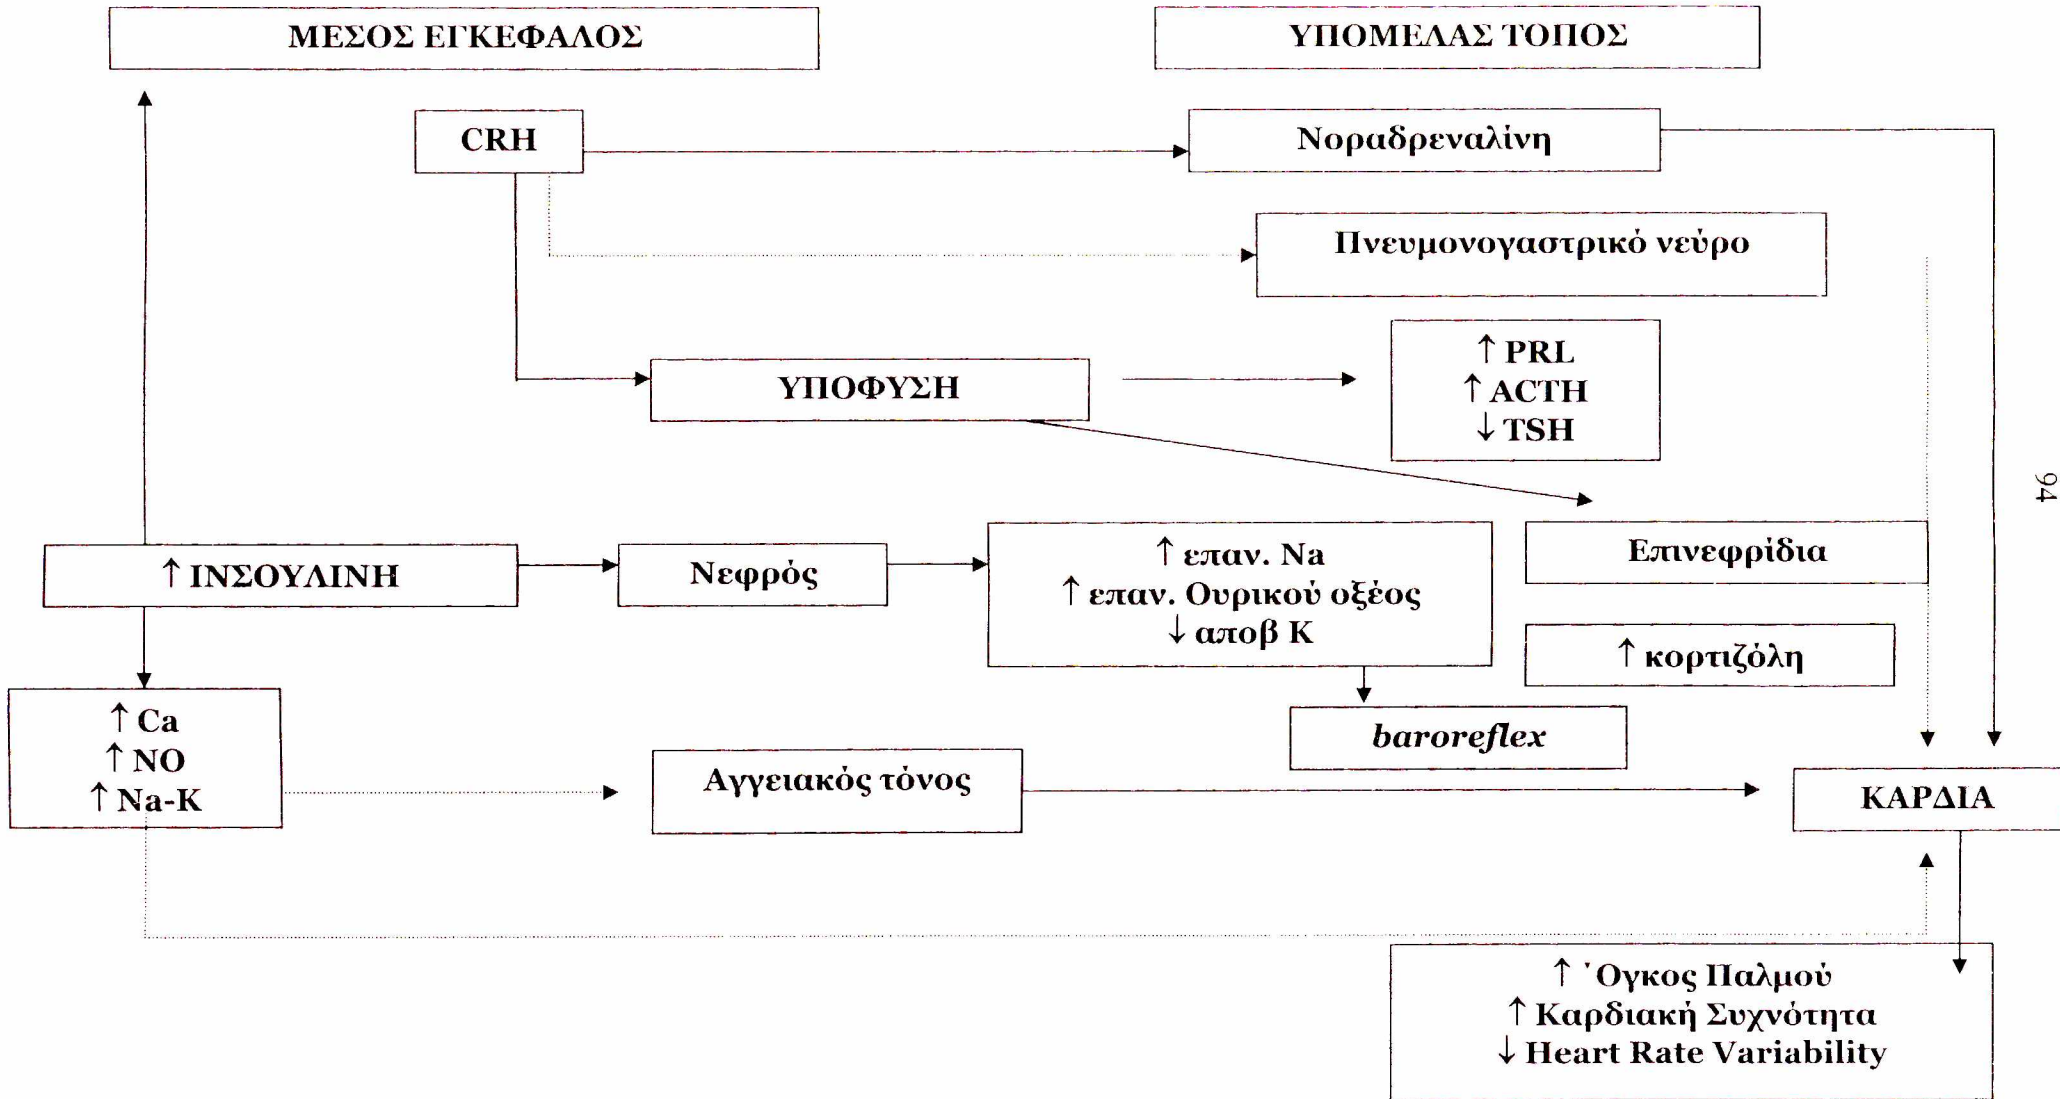 ΜΕΣΟΣ ΕΓΚΕΦΑΛΟΣ
ΥΠΟΜΕΛΑΣ ΤΟΠΟΣ
CRH
Νοραδρεναλίνη
Πνευμονογαστρικό νεύρο
ΥΠΟΦΥΣΗ
↑ PRL
↑ ACTH
↓ TSH
94
↑ ΙΝΣΟΥΛΙΝΗ
Νεφρός
↑ επαν. Na
↑ επαν. Ουρικού οξέος
↓ αποβ Κ
Επινεφρίδια
↑ κορτιζόλη
↑ Ca
↑ NO
↑ Na-K
Αγγειακός τόνος
baroreflex
ΚΑΡΔΙΑ
↑ ΄Ογκος Παλμού
↑ Καρδιακή Συχνότητα
↓ Heart Rate Variability